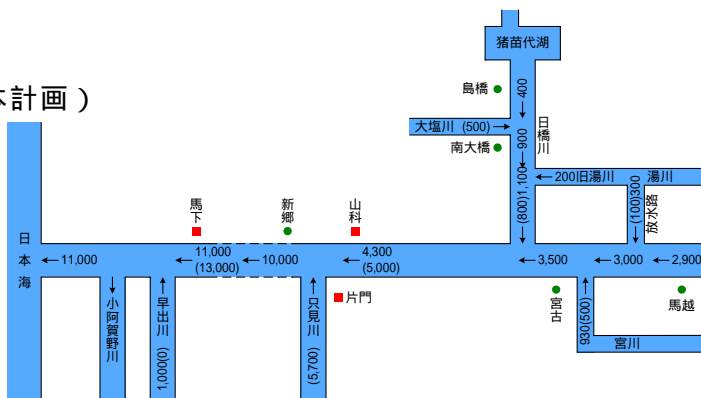 猪苗代湖
島橋
400
本計画）
大塩川 (500)
900
日橋川
南大橋
(800)1,100
200旧湯川
湯川
(100)300
放水路
馬下
新郷
山科
日本海
11,000
11,000
(13,000)
10,000
4,300
(5,000)
3,500
3,000
2,900
小阿賀野川
早出川
1,000(0)
只見川
(5,700)
片門
宮古
930(500)
馬越
宮川